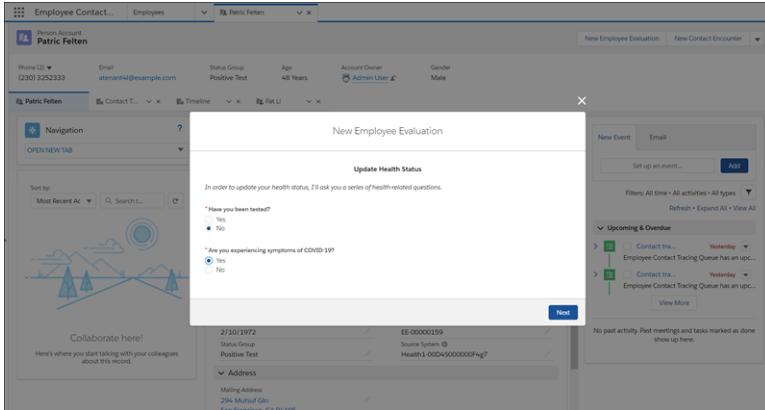 Employee Contact... Employees Patric Felten
Person Account
Patric Felten
New Employee Evaluation New Contact Encounter
Phone (2) Email Status Group Age Account Owner Gender
(230) 3252333 atenant4l@example.com Positive Test 48 Years Admin User Male
Patric Felten Contact T... Timeline Pat Li
Navigation ?
OPEN NEW TAB
Sort by:
Most Recent Ac Search t...
Collaborate here!
Here's where you start talking with your colleagues
about this record.
New Employee Evaluation
Update Health Status
In order to update your health status, I'll ask you a series of health-related questions.
* Have you been tested?
Yes
No
* Are you experiencing symptoms of COVID-19?
Yes
No
Next
2/10/1972 EE-00000159
Status Group Source System
Positive Test Health1-00D4S000000F4g7
Address
Mailing Address
294 Mutsuf Gln
New Event Email
Set up an event... Add
Filters: All time • All activities • All types
Refresh • Expand All • View All
Upcoming & Overdue
Contact tra... Yesterday
Employee Contact Tracing Queue has an upc...
Contact tra... Yesterday
Employee Contact Tracing Queue has an upc...
View More
No past activity. Past meetings and tasks marked as done
show up here.